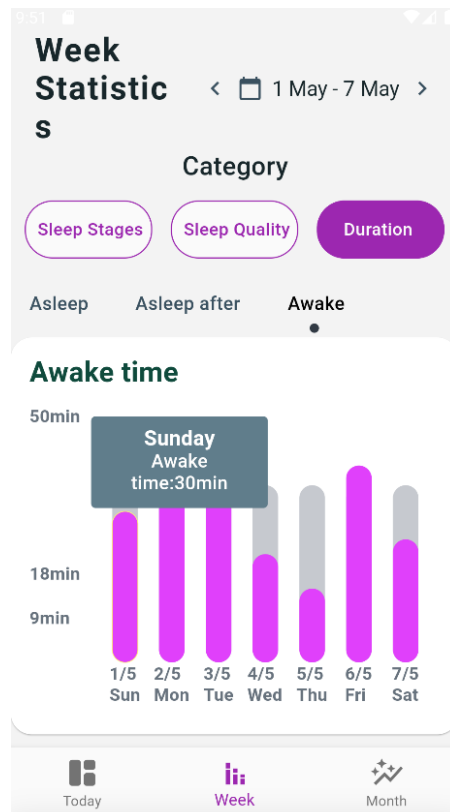 9:51
Week
Statistic
s
1 May - 7 May
Category
Sleep Stages
Sleep Quality
Duration
Asleep
Asleep after
Awake
Awake time
50min
Sunday
Awake
time:30min
18min
9min
1/5 2/5 3/5 4/5 5/5 6/5 7/5
Sun Mon Tue Wed Thu Fri Sat
Today
Week
Month